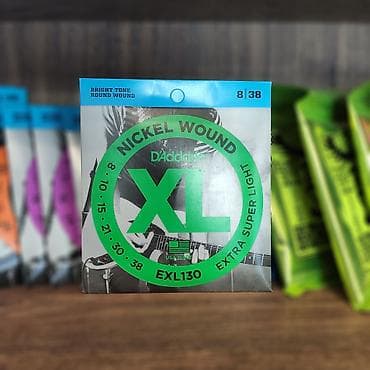 BRIGHT TONE
ROUND WOUND
8 | 38
NICKEL WOUND
D'Addario
XL
8 · 10 · 15 · 21 · 30 · 38
EXTRA SUPER LIGHT
EXL130